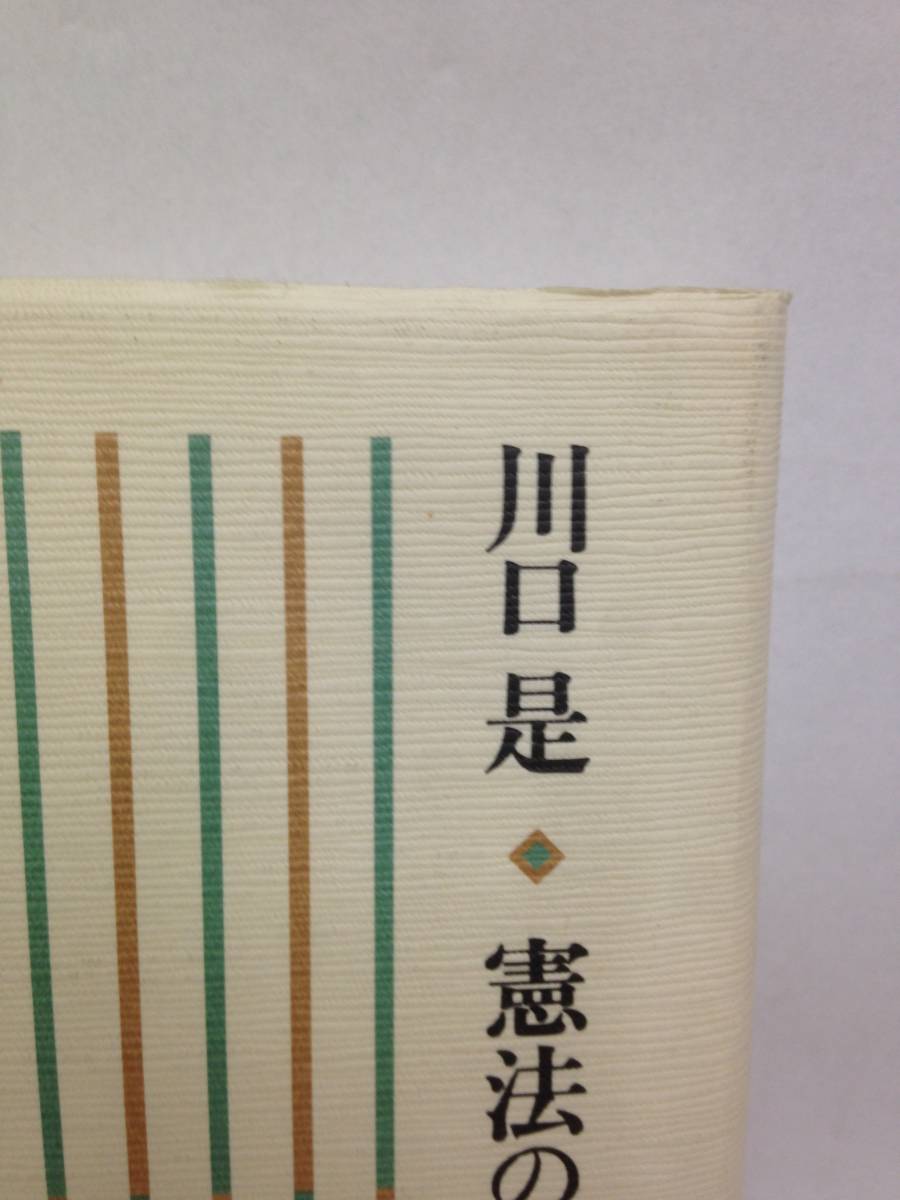 川口 是 ◆ 憲法の